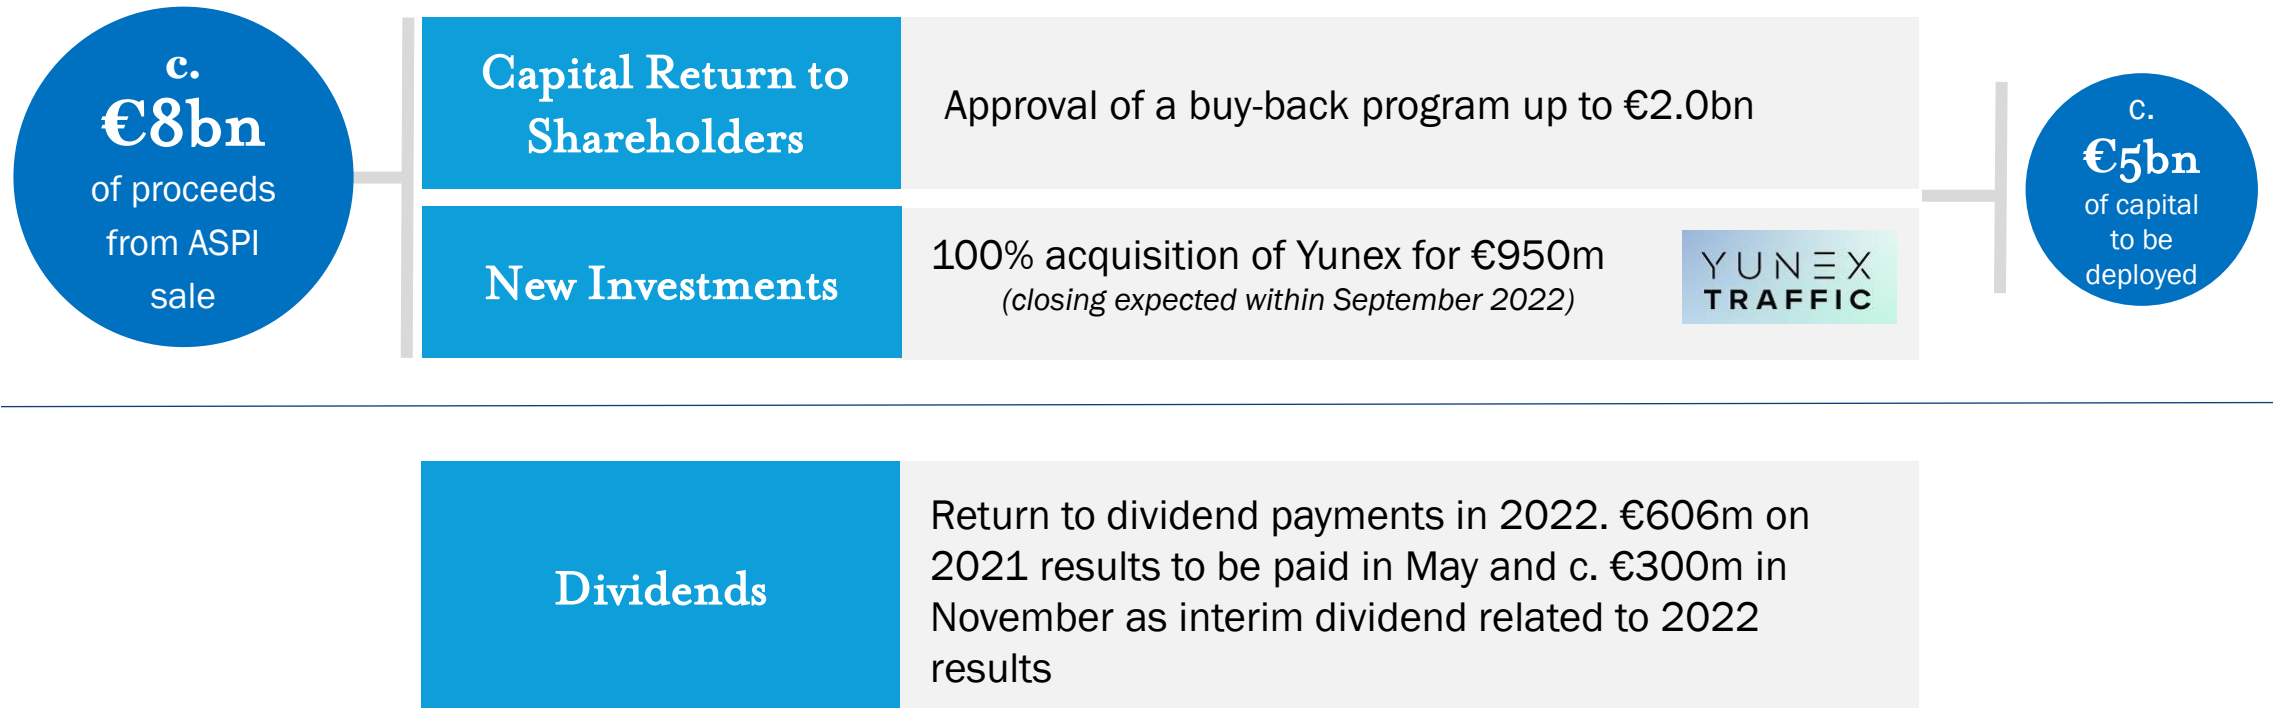 c.
€8bn
of proceeds
from ASPI
sale
Capital Return to
Shareholders
Approval of a buy-back program up to €2.0bn
New Investments
100% acquisition of Yunex for €950m
(closing expected within September 2022)
YUNEX
TRAFFIC
c.
€5bn
of capital
to be
deployed
Dividends
Return to dividend payments in 2022. €606m on
2021 results to be paid in May and c. €300m in
November as interim dividend related to 2022
results